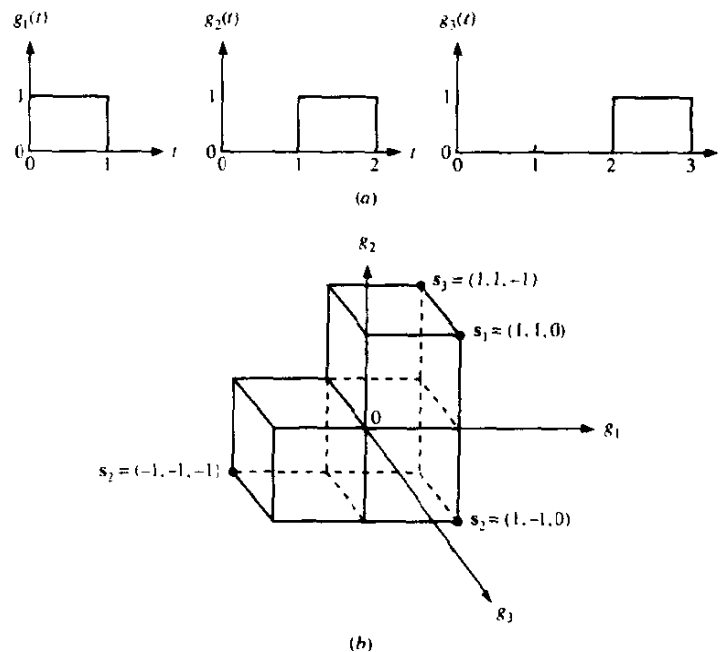 g₁(t) g₂(t) g₃(t)
1 1 1
0 0 0
0 1 t 0 1 2 t 0 1 2 3
(a)
g₂
s₃ = (1, 1, -1)
s₁ = (1, 1, 0)
0
g₁
s₂ = (-1, -1, -1)
s₂ = (1, -1, 0)
g₃
(b)